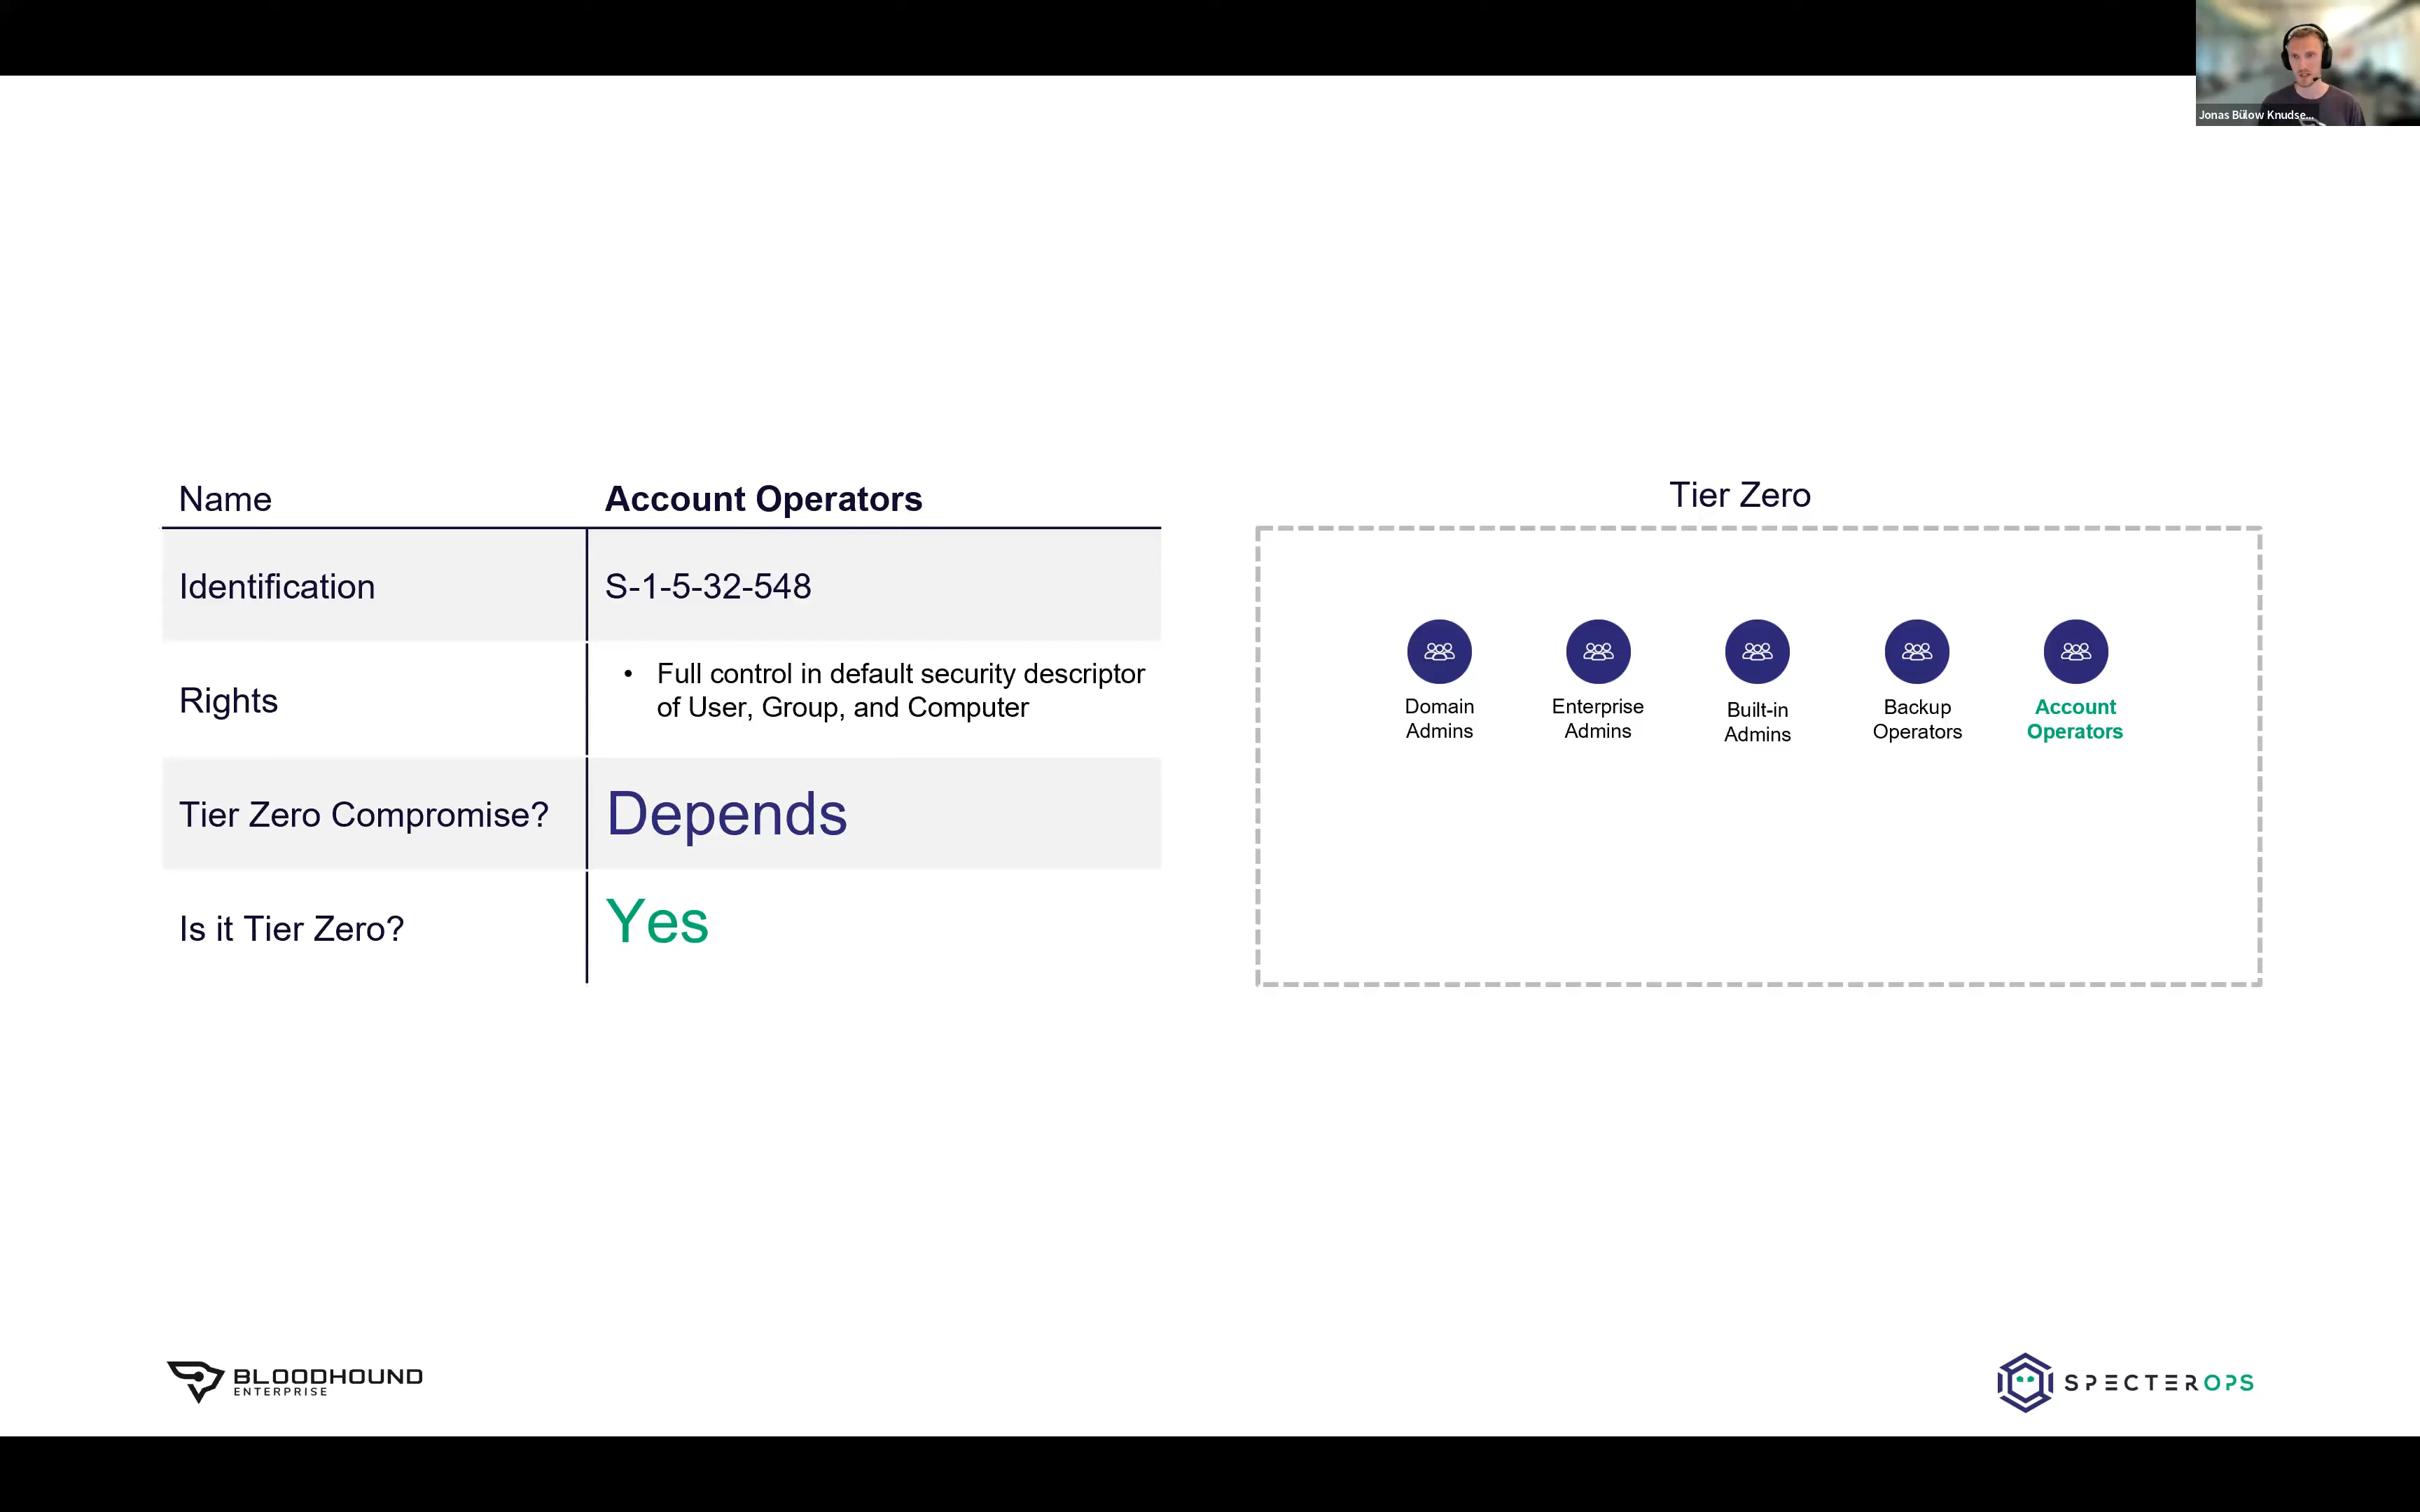 Jonas Bülow Knudse...
Name
Account Operators
Identification
S-1-5-32-548
Rights
• Full control in default security descriptor
of User, Group, and Computer
Tier Zero Compromise?
Depends
Is it Tier Zero?
Yes
Tier Zero
Domain
Admins
Enterprise
Admins
Built-in
Admins
Backup
Operators
Account
Operators
BLOODHOUND
ENTERPRISE
SPECTEROPS